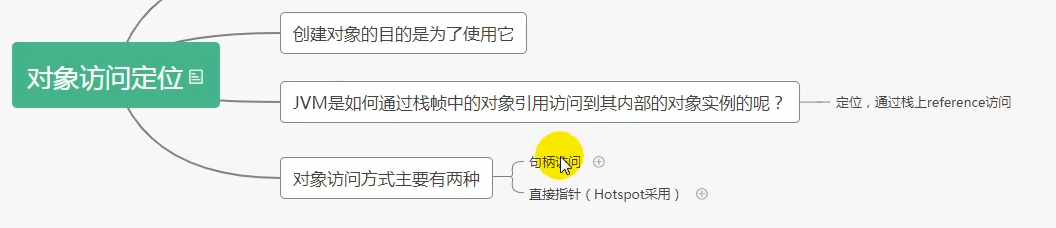 创建对象的目的是为了使用它
对象访问定位
JVM是如何通过栈帧中的对象引用访问到其内部的对象实例的呢？
定位，通过栈上reference访问
对象访问方式主要有两种
句柄访问
直接指针（Hotspot采用）